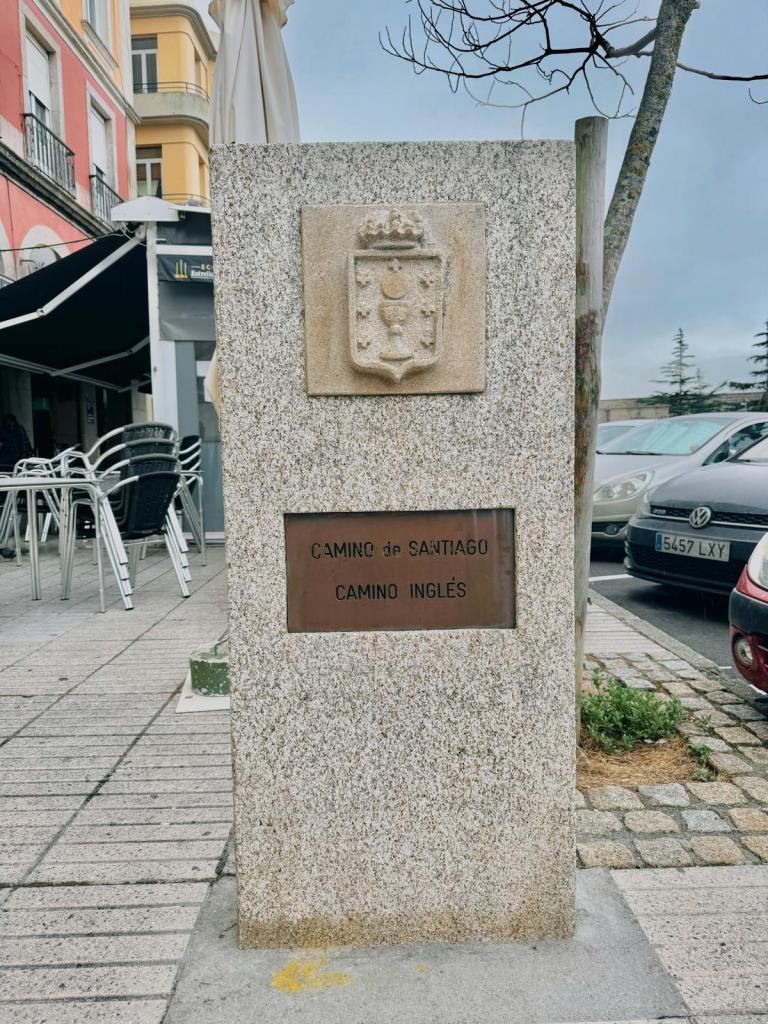 CAMINO de SANTIAGO
CAMINO INGLÉS
5457 LXY